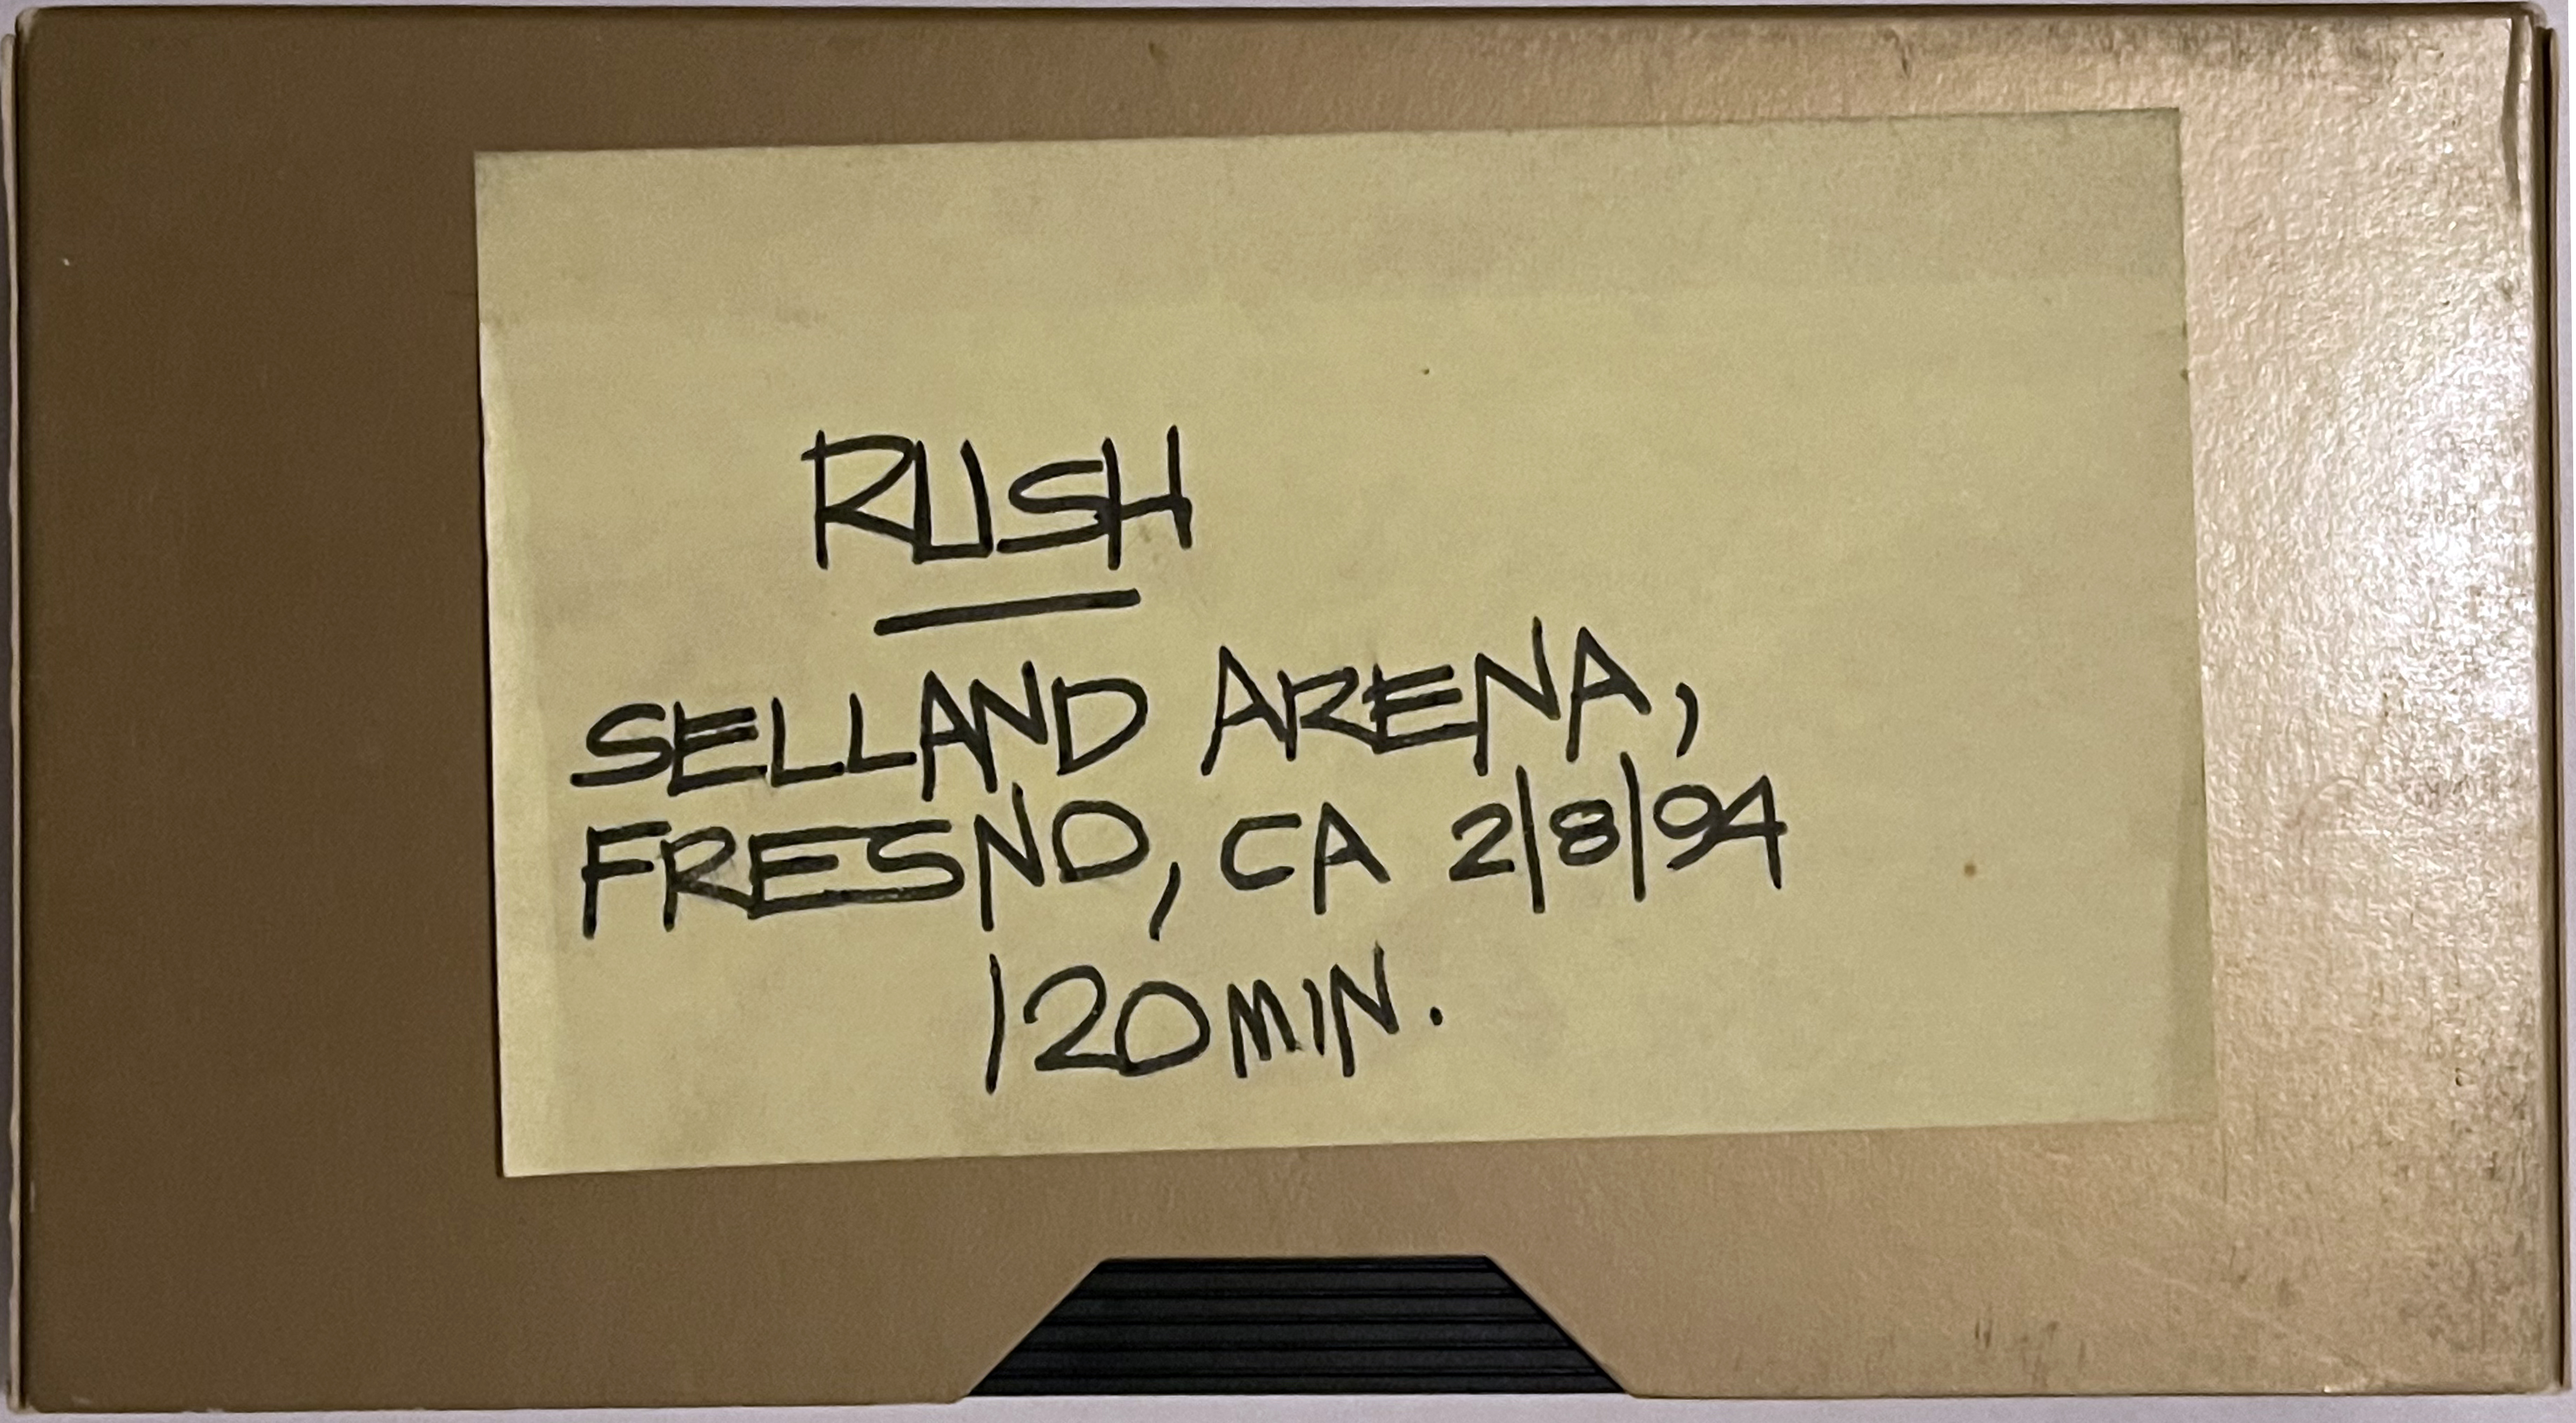 RUSH
SELLAND ARENA,
FRESNO, CA 2/8/94
120 MIN.